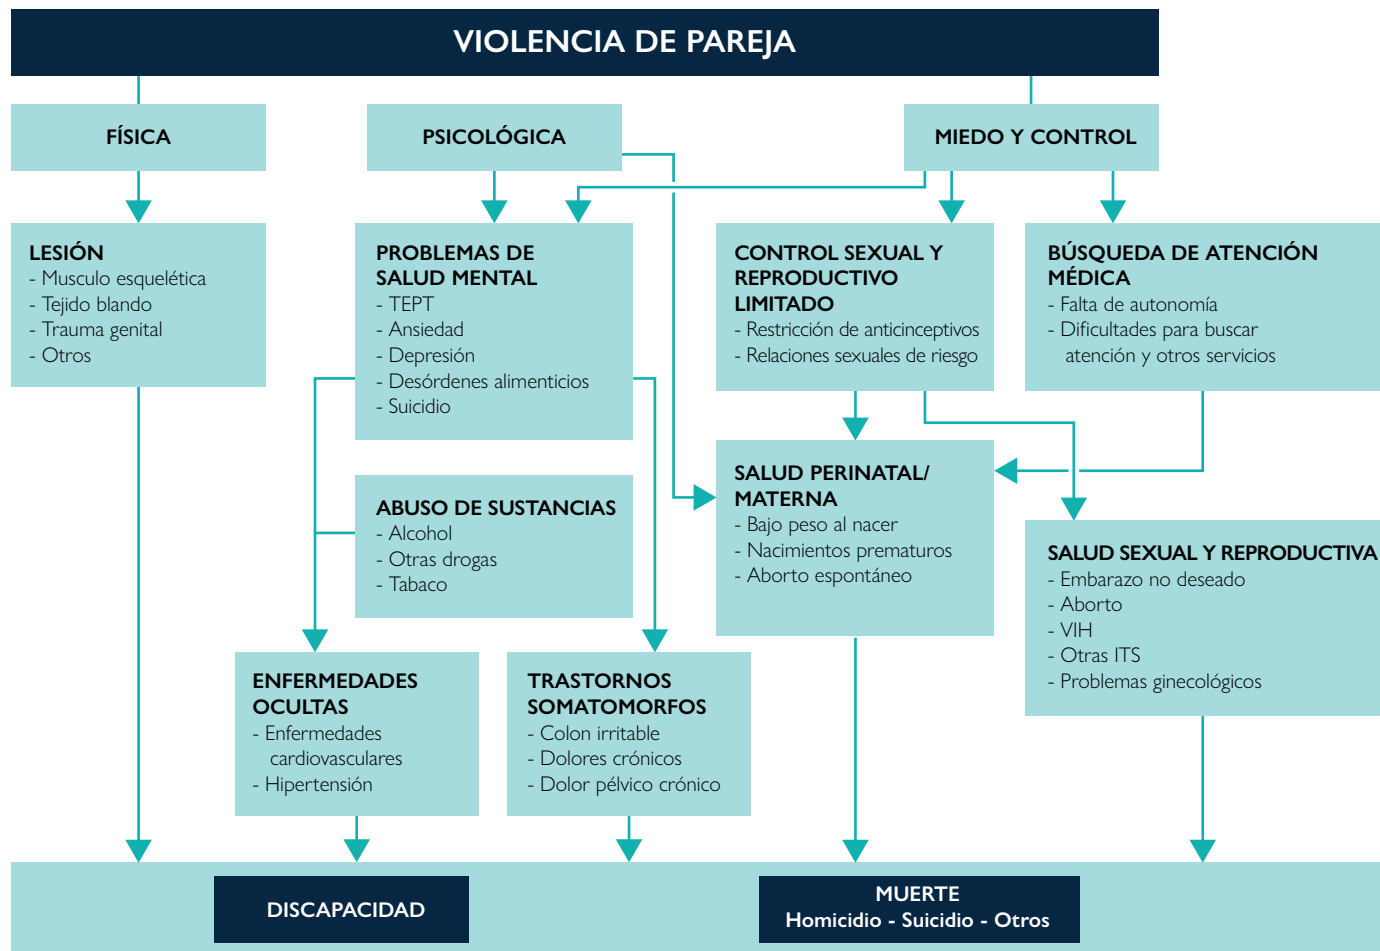 VIOLENCIA DE PAREJA
FÍSICA
PSICOLÓGICA
MIEDO Y CONTROL
LESIÓN
- Musculo esquelética
- Tejido blando
- Trauma genital
- Otros
PROBLEMAS DE
SALUD MENTAL
- TEPT
- Ansiedad
- Depresión
- Desórdenes alimenticios
- Suicidio
CONTROL SEXUAL Y
REPRODUCTIVO
LIMITADO
- Restricción de anticinceptivos
- Relaciones sexuales de riesgo
BÚSQUEDA DE ATENCIÓN
MÉDICA
- Falta de autonomía
- Dificultades para buscar
atención y otros servicios
ABUSO DE SUSTANCIAS
- Alcohol
- Otras drogas
- Tabaco
SALUD PERINATAL/
MATERNA
- Bajo peso al nacer
- Nacimientos prematuros
- Aborto espontáneo
SALUD SEXUAL Y REPRODUCTIVA
- Embarazo no deseado
- Aborto
- VIH
- Otras ITS
- Problemas ginecológicos
ENFERMEDADES
OCULTAS
- Enfermedades
cardiovasculares
- Hipertensión
TRASTORNOS
SOMATOMORFOS
- Colon irritable
- Dolores crónicos
- Dolor pélvico crónico
DISCAPACIDAD
MUERTE
Homicidio - Suicidio - Otros